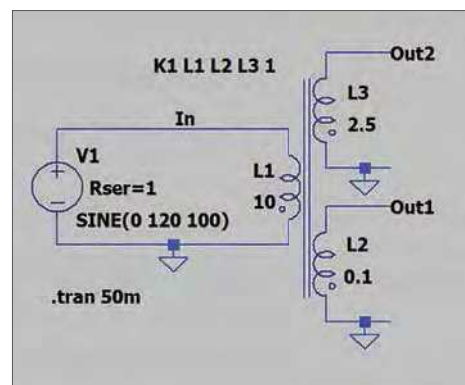 K1 L1 L2 L3 1
Out2
L3
2.5
In
V1
Rser=1
SINE(0 120 100)
L1
10
Out1
L2
0.1
.tran 50m